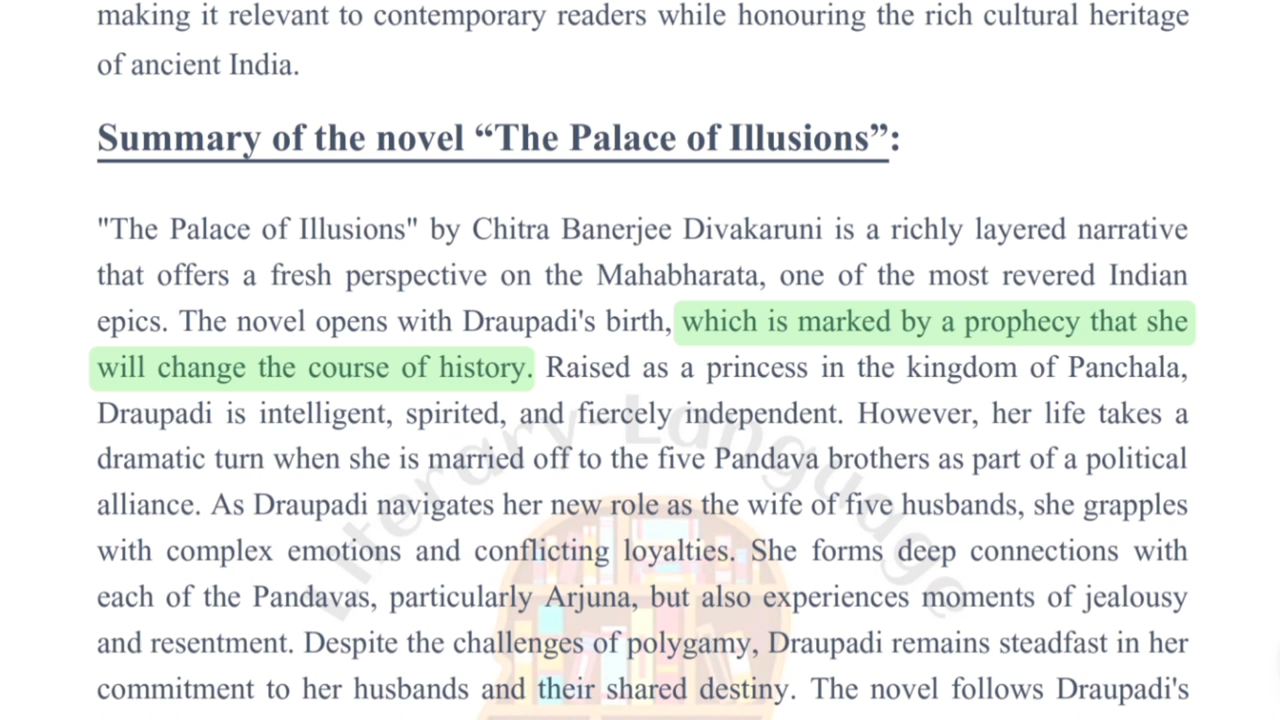 making it relevant to contemporary readers while honouring the rich cultural heritage
of ancient India.
Summary of the novel “The Palace of Illusions”:
"The Palace of Illusions" by Chitra Banerjee Divakaruni is a richly layered narrative
that offers a fresh perspective on the Mahabharata, one of the most revered Indian
epics. The novel opens with Draupadi's birth, which is marked by a prophecy that she
will change the course of history. Raised as a princess in the kingdom of Panchala,
Draupadi is intelligent, spirited, and fiercely independent. However, her life takes a
dramatic turn when she is married off to the five Pandava brothers as part of a political
alliance. As Draupadi navigates her new role as the wife of five husbands, she grapples
with complex emotions and conflicting loyalties. She forms deep connections with
each of the Pandavas, particularly Arjuna, but also experiences moments of jealousy
and resentment. Despite the challenges of polygamy, Draupadi remains steadfast in her
commitment to her husbands and their shared destiny. The novel follows Draupadi's
Literary-Language